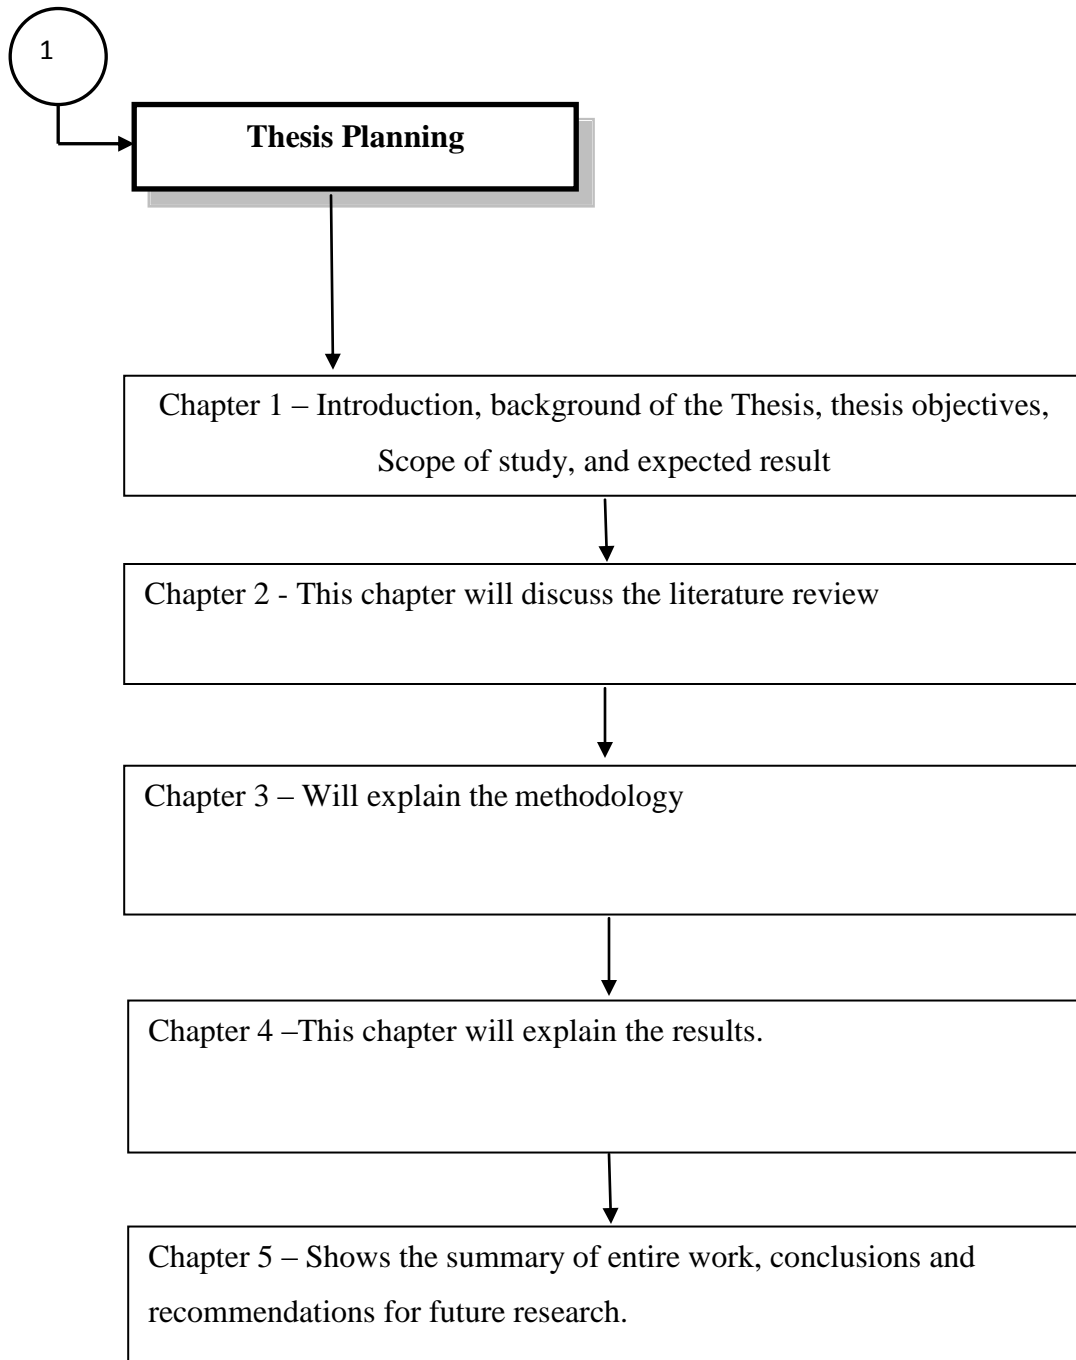 1
Thesis Planning
Chapter 1 – Introduction, background of the Thesis, thesis objectives,
Scope of study, and expected result
Chapter 2 - This chapter will discuss the literature review
Chapter 3 – Will explain the methodology
Chapter 4 –This chapter will explain the results.
Chapter 5 – Shows the summary of entire work, conclusions and
recommendations for future research.